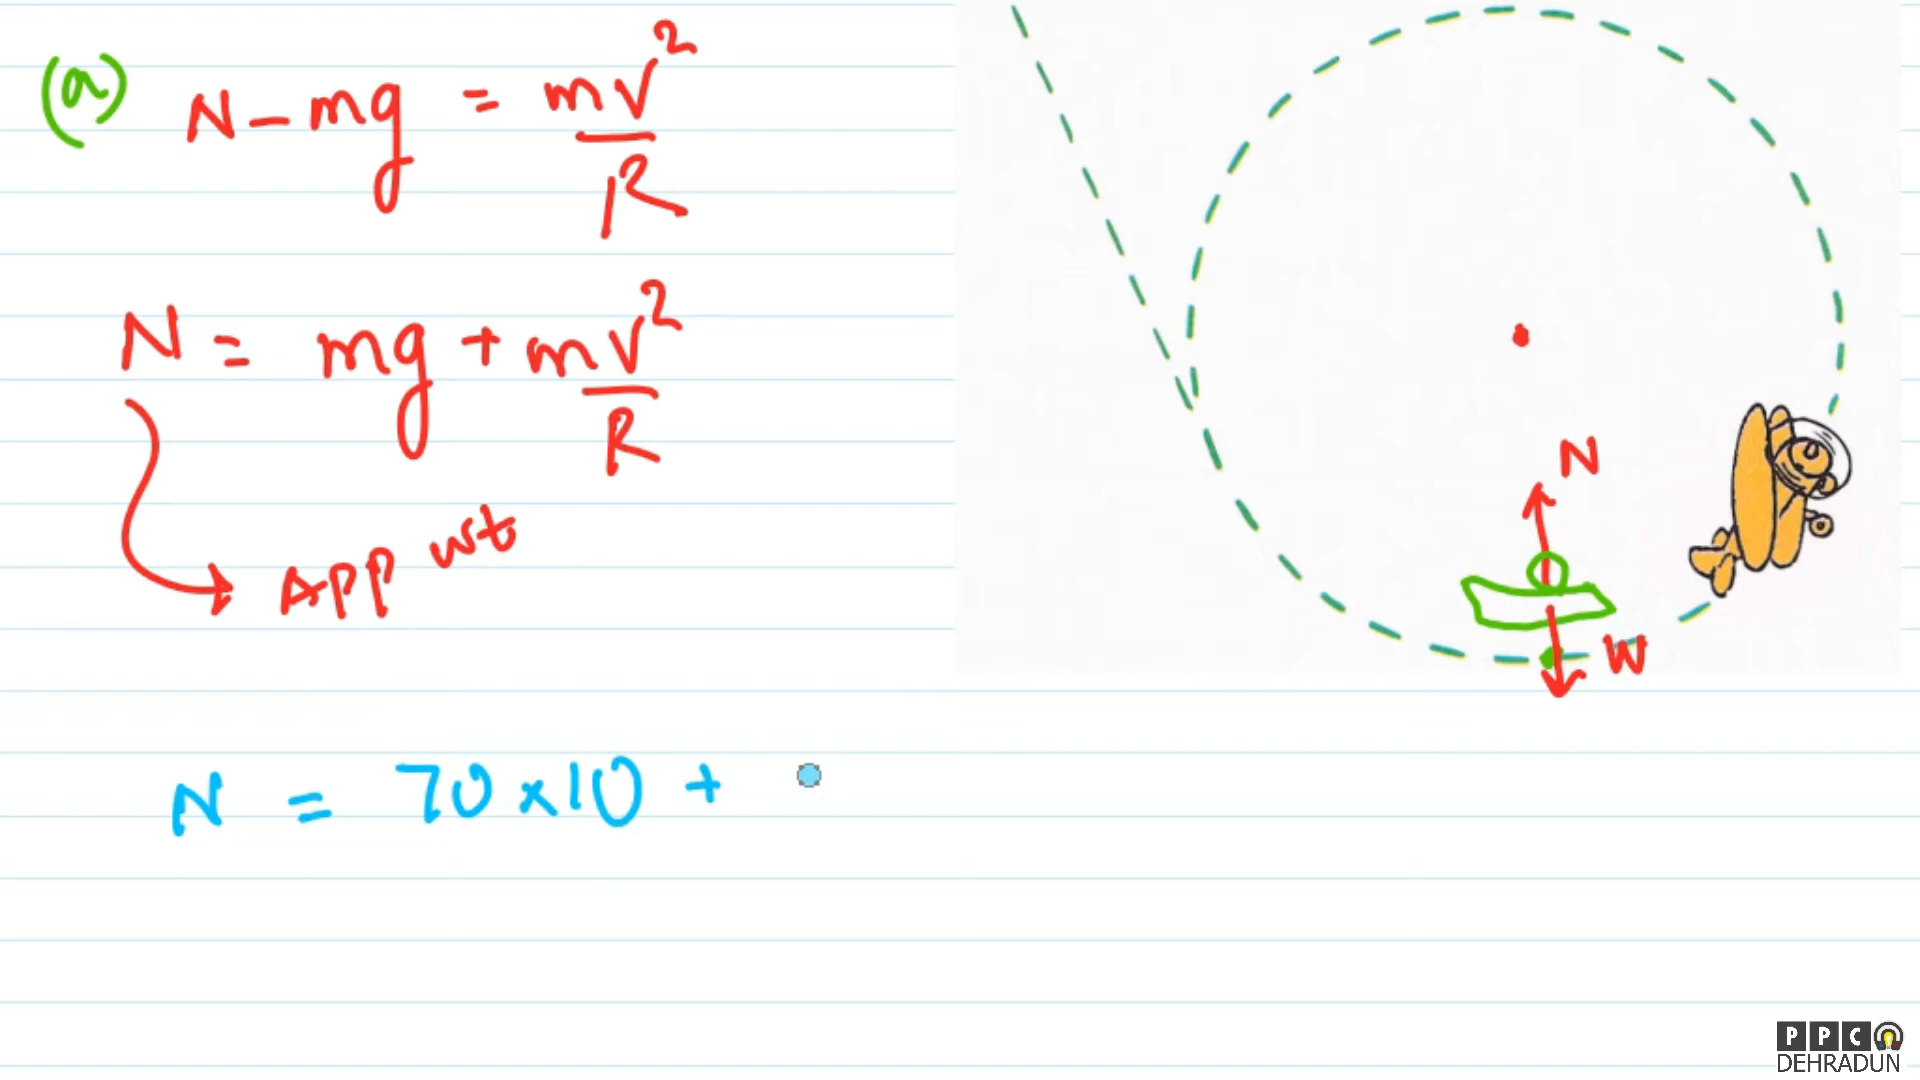 (a) N - mg = mv²/R
N = mg + mv²/R
App wt
N
W
N = 70 × 10 +
PPC
DEHRADUN